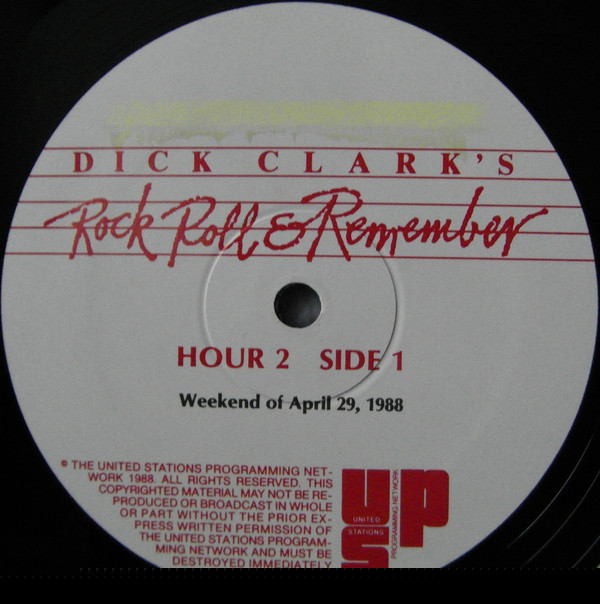 DICK CLARK'S
Rock Roll & Remember
HOUR 2 SIDE 1
Weekend of April 29, 1988
© THE UNITED STATIONS PROGRAMMING NET-
WORK 1988. ALL RIGHTS RESERVED. THIS
COPYRIGHTED MATERIAL MAY NOT BE RE-
PRODUCED OR BROADCAST IN WHOLE
OR PART WITHOUT THE PRIOR EX-
PRESS WRITTEN PERMISSION OF
THE UNITED STATIONS PROGRAM-
MING NETWORK AND MUST BE
DESTROYED IMMEDIATELY
U
UNITED
STATIONS
S
P
PROGRAMMING NETWORK